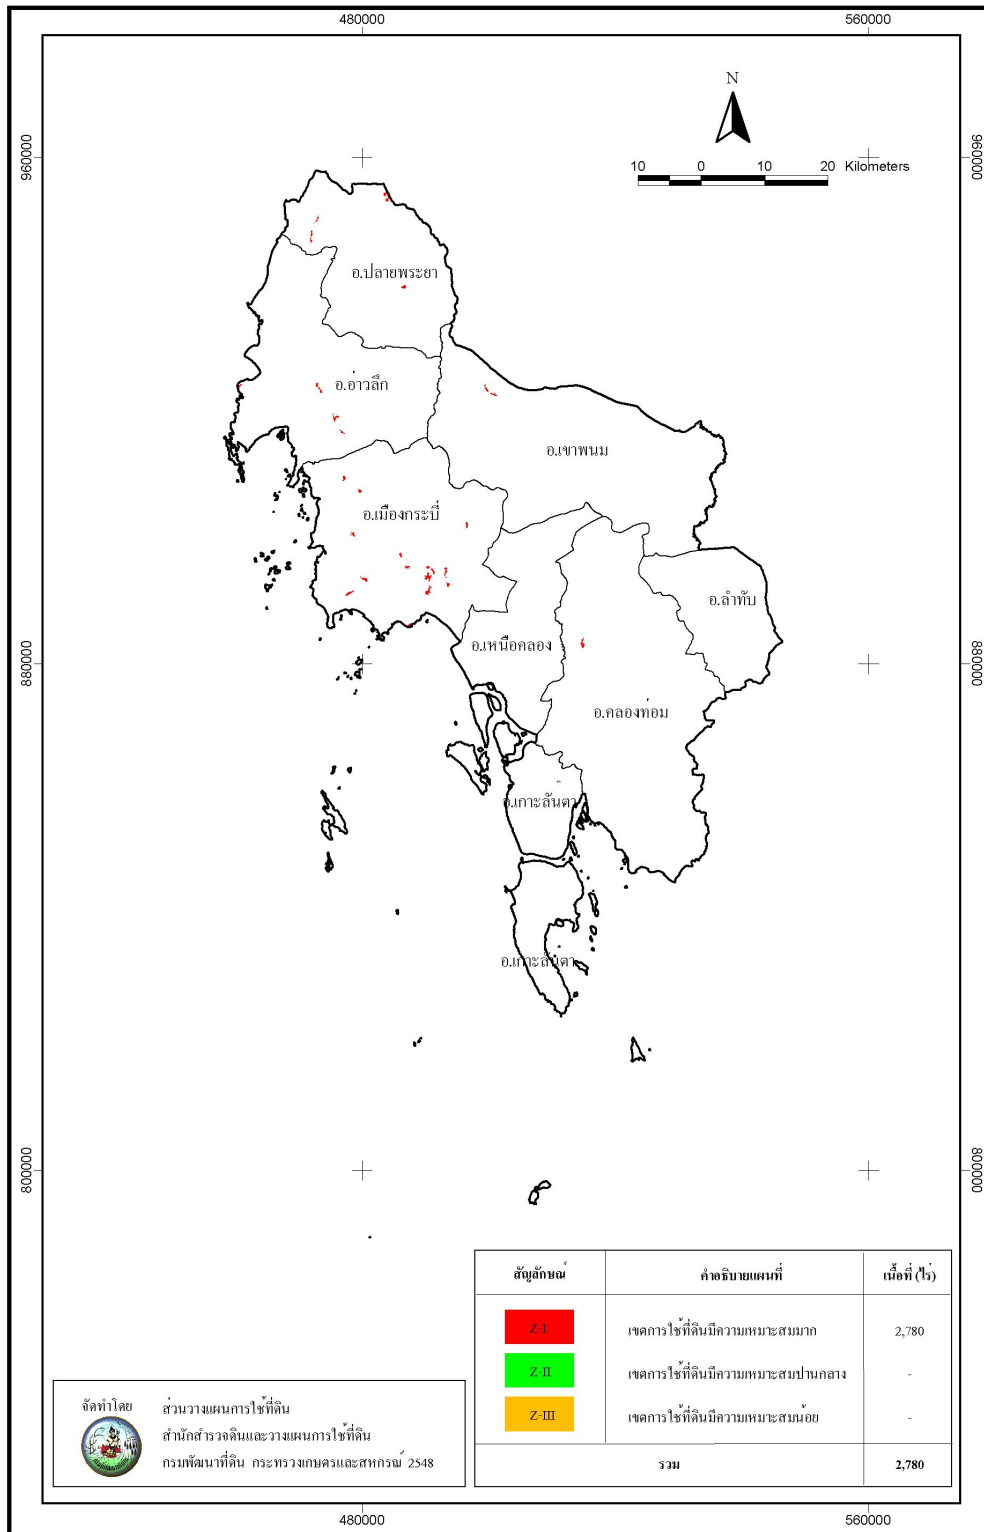 480000
560000
N
960000
960000
10 0 10 20 Kilometers
อ.ปลายพระยา
อ.อ่าวลึก
อ.เขาพนม
อ.เมืองกระบี่
อ.ลำทับ
อ.เหนือคลอง
880000
880000
อ.คลองท่อม
อ.เกาะลันตา
อ.เกาะลันตา
800000
800000
สัญลักษณ์ คำอธิบายแผนที่ เนื้อที่ (ไร่)
Z-I เขตการใช้ที่ดินมีความเหมาะสมมาก 2,780
Z-II เขตการใช้ที่ดินมีความเหมาะสมปานกลาง -
Z-III เขตการใช้ที่ดินมีความเหมาะสมน้อย -
รวม 2,780
จัดทำโดย ส่วนวางแผนการใช้ที่ดิน
สำนักสำรวจดินและวางแผนการใช้ที่ดิน
กรมพัฒนาที่ดิน กระทรวงเกษตรและสหกรณ์ 2548
480000
560000